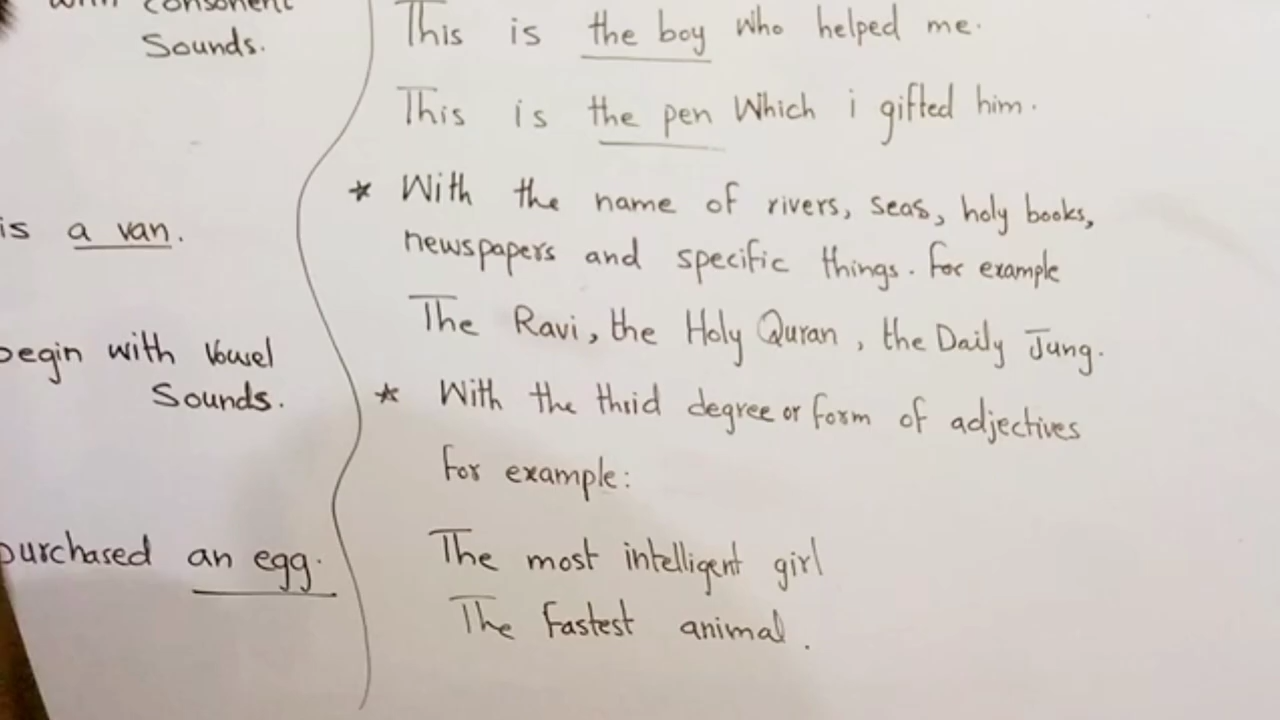 with consonent
Sounds.
is a van.
begin with Vowel
Sounds.
purchased an egg.
This is the boy who helped me.
This is the pen Which i gifted him.
* With the name of rivers, seas, holy books,
newspapers and specific things. For example
The Ravi, the Holy Quran, the Daily Jung.
* With the thrid degree or form of adjectives
For example:
The most intelligent girl
The fastest animal.